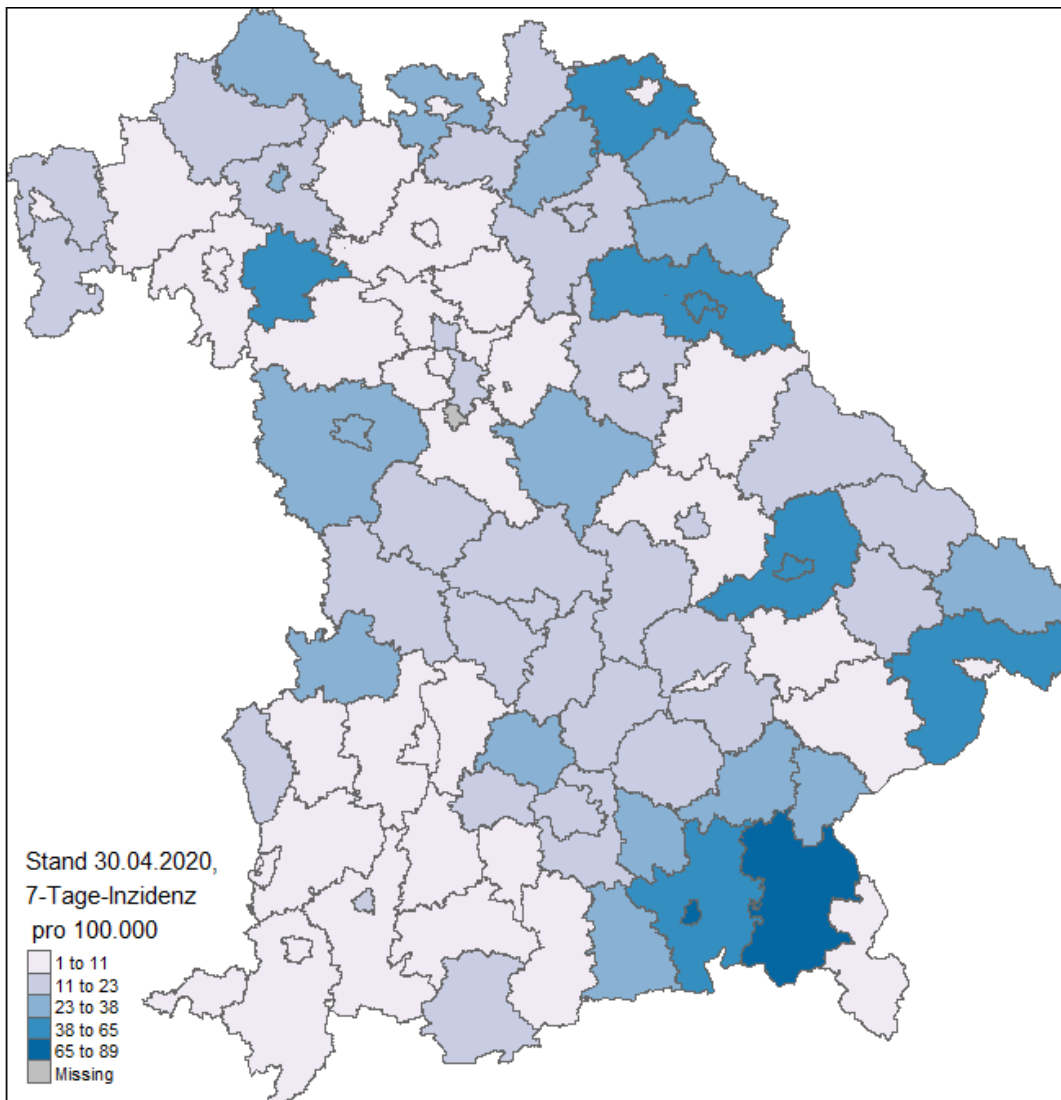 Stand 30.04.2020,
7-Tage-Inzidenz
pro 100.000
1 to 11
11 to 23
23 to 38
38 to 65
65 to 89
Missing